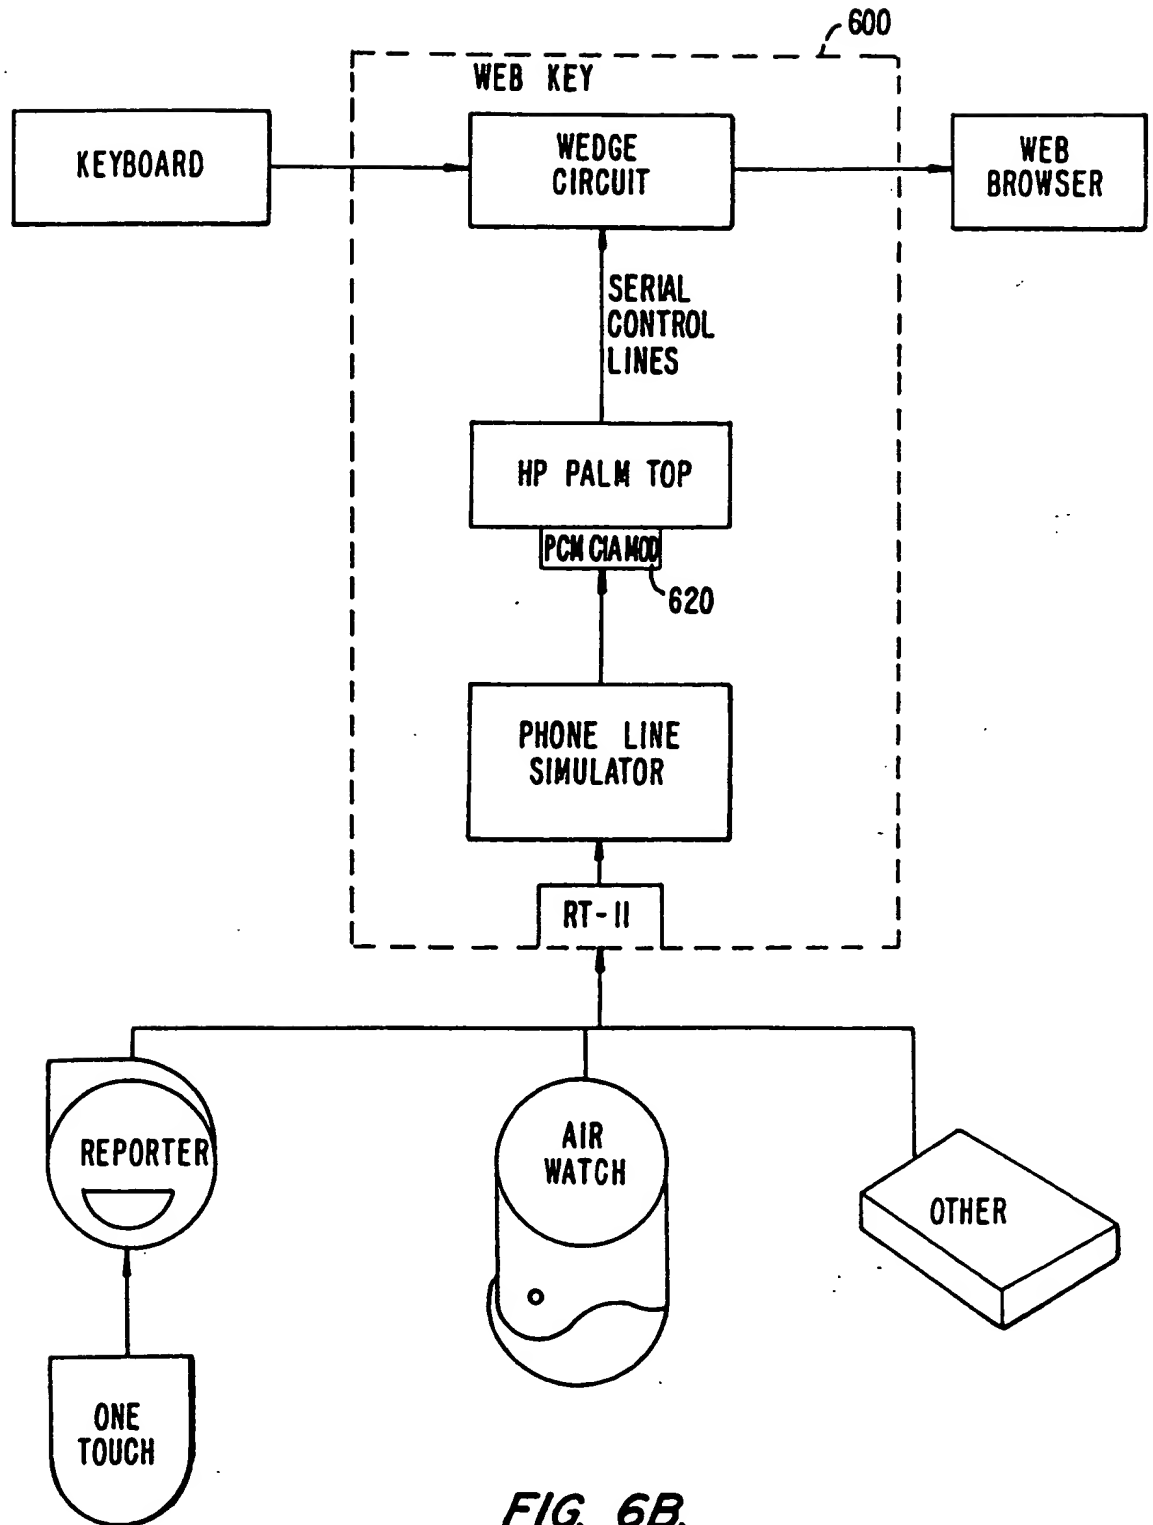 600
WEB KEY
KEYBOARD
WEDGE
CIRCUIT
WEB
BROWSER
SERIAL
CONTROL
LINES
HP PALM TOP
PCMCIA MOD
620
PHONE LINE
SIMULATOR
RT-11
REPORTER
AIR
WATCH
OTHER
ONE
TOUCH
FIG. 6B.